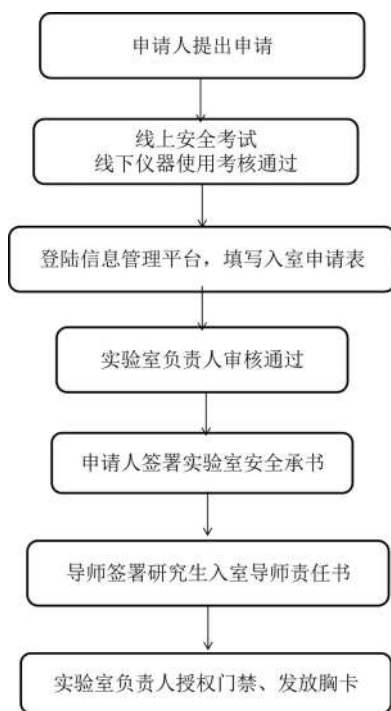 申请人提出申请
线上安全考试
线下仪器使用考核通过
登陆信息管理平台，填写入室申请表
实验室负责人审核通过
申请人签署实验室安全承书
导师签署研究生入室导师责任书
实验室负责人授权门禁、发放胸卡